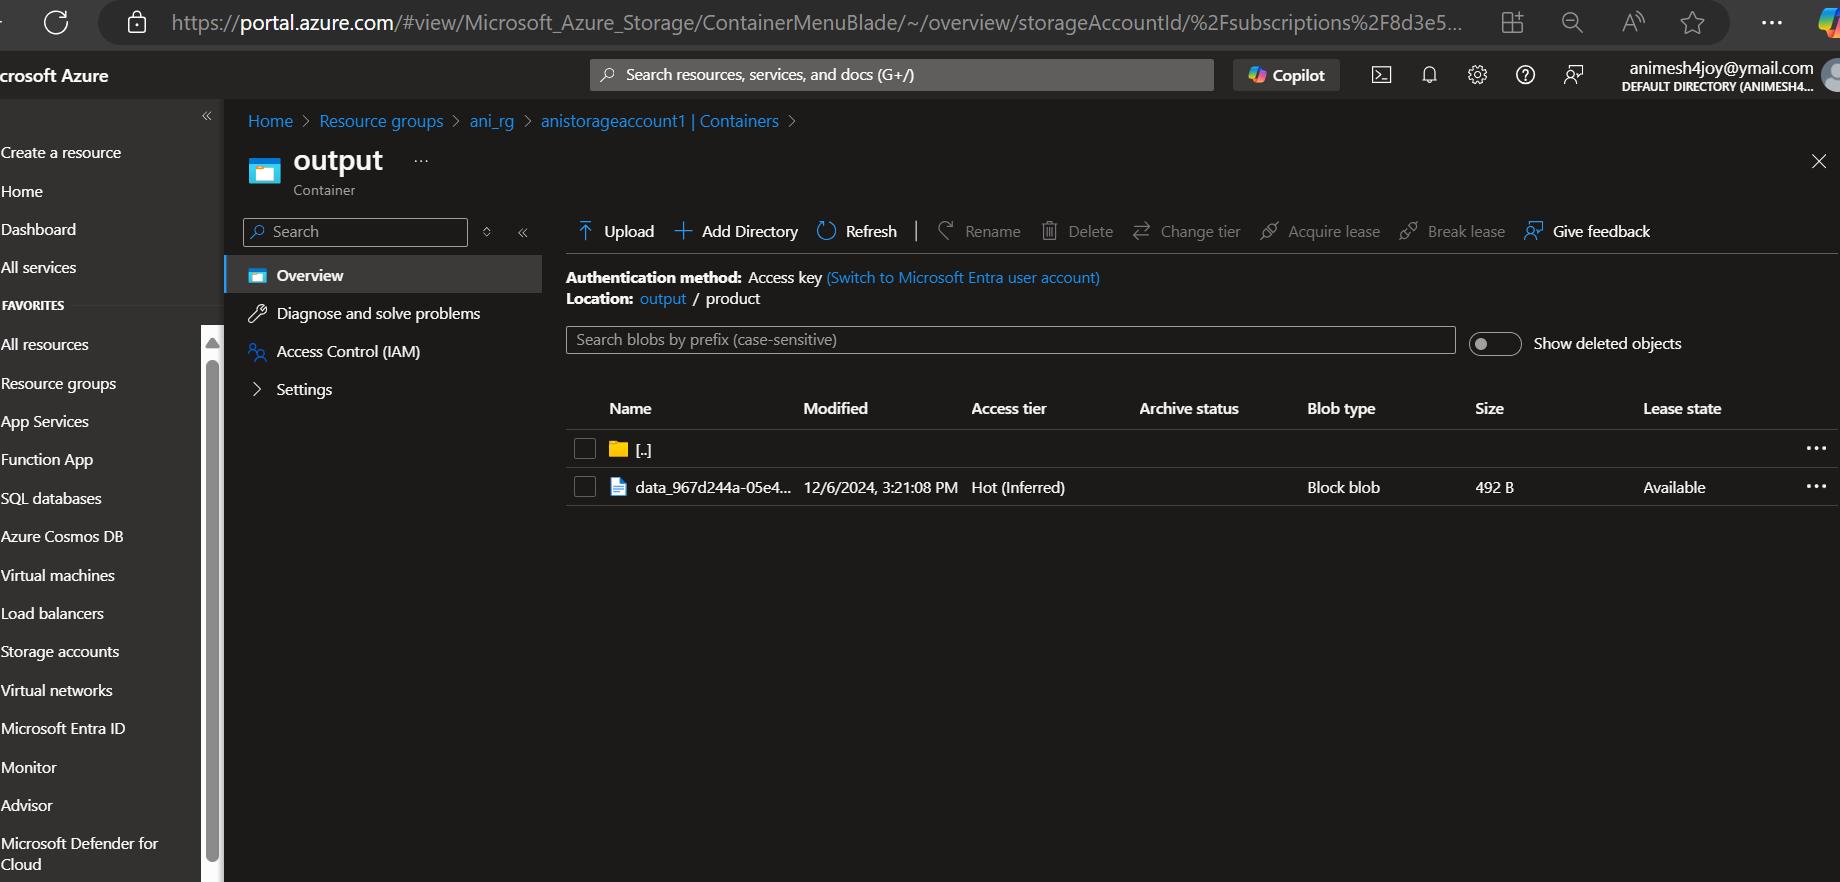 https://portal.azure.com/#view/Microsoft_Azure_Storage/ContainerMenuBlade/~/overview/storageAccountId/%2Fsubscriptions%2F8d3e5...
crosoft Azure
Search resources, services, and docs (G+/)
Copilot
animesh4joy@ymail.com
DEFAULT DIRECTORY (ANIMESH4...
Home > Resource groups > ani_rg > anistorageaccount1 | Containers >
output ...
Container
Create a resource
Home
Dashboard
All services
FAVORITES
All resources
Resource groups
App Services
Function App
SQL databases
Azure Cosmos DB
Virtual machines
Load balancers
Storage accounts
Virtual networks
Microsoft Entra ID
Monitor
Advisor
Microsoft Defender for
Cloud
Search
Overview
Diagnose and solve problems
Access Control (IAM)
Settings
Upload Add Directory Refresh | Rename Delete Change tier Acquire lease Break lease Give feedback
Authentication method: Access key (Switch to Microsoft Entra user account)
Location: output / product
Search blobs by prefix (case-sensitive)
Show deleted objects
Name Modified Access tier Archive status Blob type Size Lease state
[..]
data_967d244a-05e4... 12/6/2024, 3:21:08 PM Hot (Inferred) Block blob 492 B Available